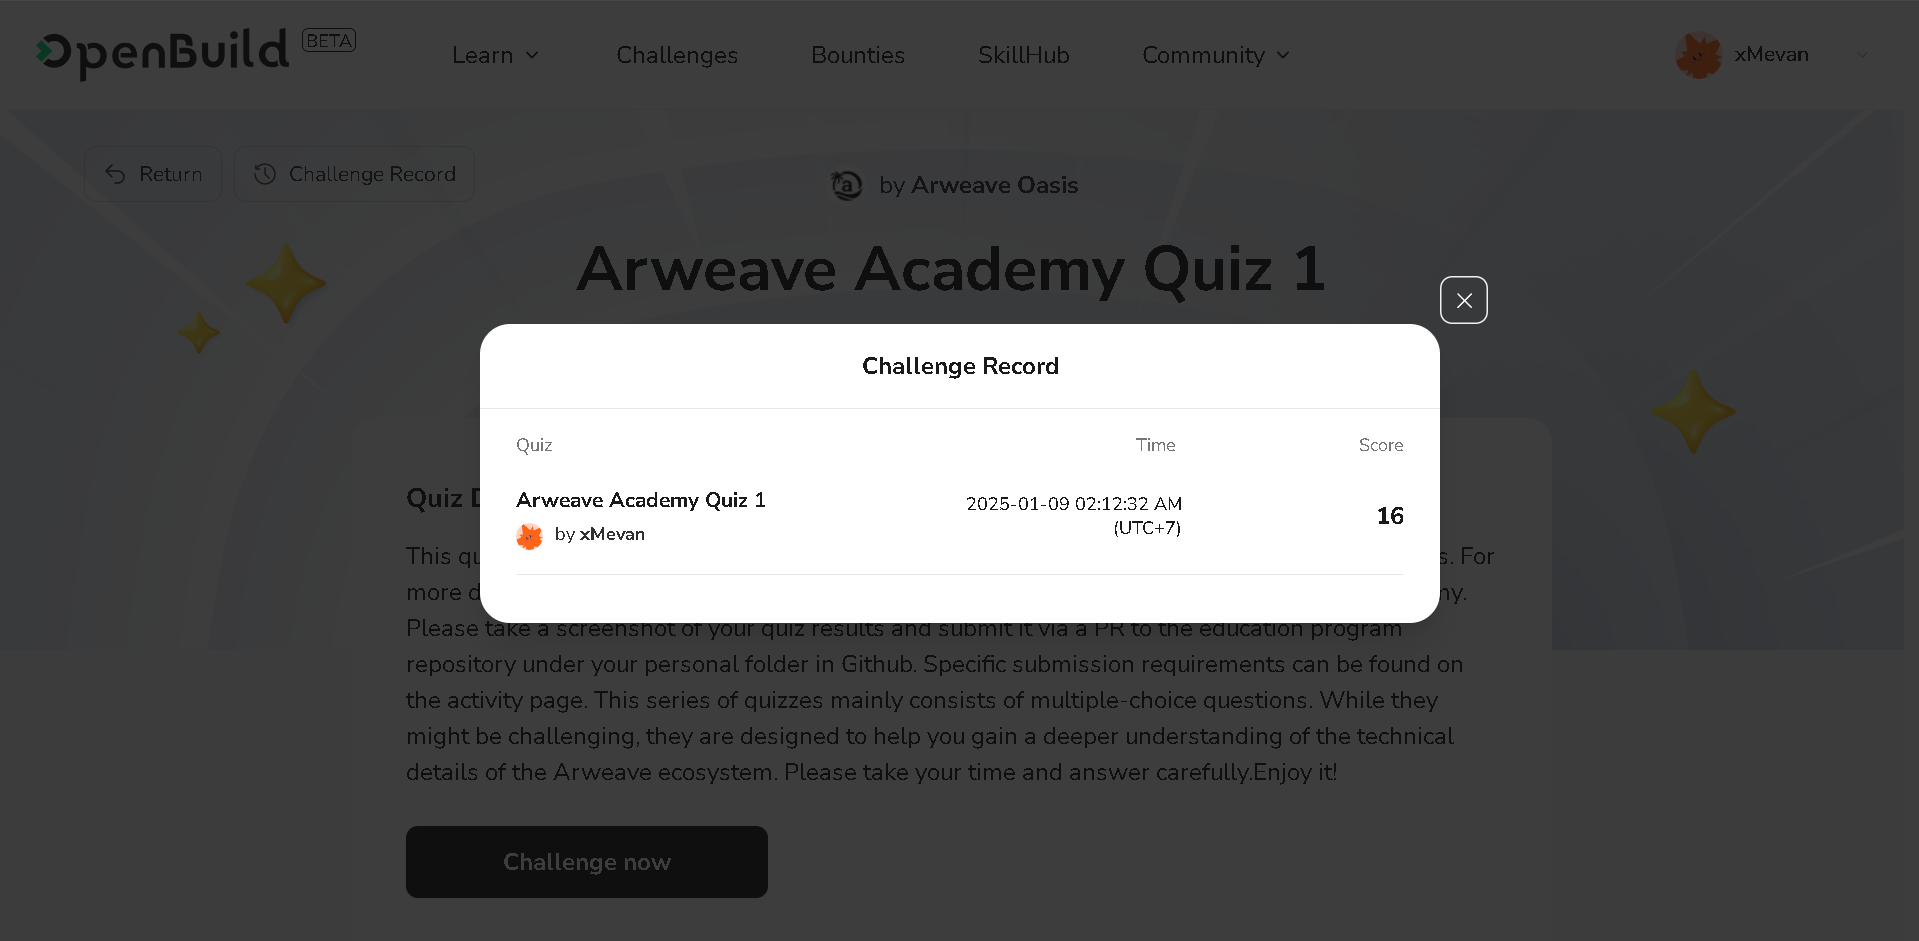 OpenBuild BETA
Learn Challenges Bounties SkillHub Community xMevan
Return Challenge Record
by Arweave Oasis
Arweave Academy Quiz 1
Challenge Record
Quiz Time Score
Arweave Academy Quiz 1 2025-01-09 02:12:32 AM
(UTC+7) 16
by xMevan
Quiz
This s. For
more
Please take a screenshot of your quiz results and submit it via a PR to the education program
repository under your personal folder in Github. Specific submission requirements can be found on
the activity page. This series of quizzes mainly consists of multiple-choice questions. While they
might be challenging, they are designed to help you gain a deeper understanding of the technical
details of the Arweave ecosystem. Please take your time and answer carefully.Enjoy it!
Challenge now